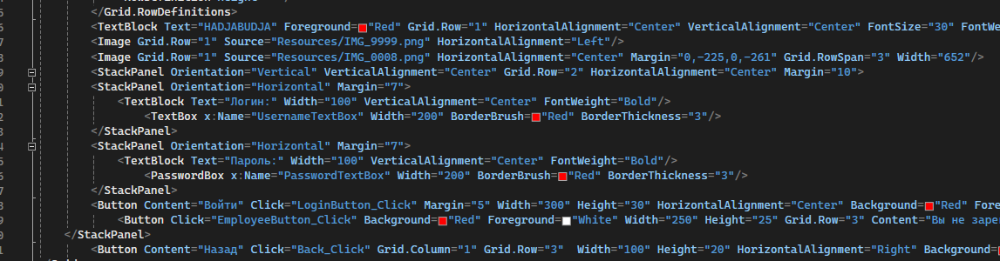 </Grid.RowDefinitions>
<TextBlock Text="HADJABUDJA" Foreground="Red" Grid.Row="1" HorizontalAlignment="Center" VerticalAlignment="Center" FontSize="30" FontWe
<Image Grid.Row="1" Source="Resources/IMG_9999.png" HorizontalAlignment="Left"/>
<Image Grid.Row="1" Source="Resources/IMG_0008.png" HorizontalAlignment="Center" Margin="0,-225,0,-261" Grid.RowSpan="3" Width="652"/>
<StackPanel Orientation="Vertical" VerticalAlignment="Center" Grid.Row="2" HorizontalAlignment="Center" Margin="10">
<StackPanel Orientation="Horizontal" Margin="7">
<TextBlock Text="Логин:" Width="100" VerticalAlignment="Center" FontWeight="Bold"/>
<TextBox x:Name="UsernameTextBox" Width="200" BorderBrush="Red" BorderThickness="3"/>
</StackPanel>
<StackPanel Orientation="Horizontal" Margin="7">
<TextBlock Text="Пароль:" Width="100" VerticalAlignment="Center" FontWeight="Bold"/>
<PasswordBox x:Name="PasswordTextBox" Width="200" BorderBrush="Red" BorderThickness="3"/>
</StackPanel>
<Button Content="Войти" Click="LoginButton_Click" Margin="5" Width="300" Height="30" HorizontalAlignment="Center" Background="Red" Fore
<Button Click="EmployeeButton_Click" Background="Red" Foreground="White" Width="250" Height="25" Grid.Row="3" Content="Вы не заре
</StackPanel>
<Button Content="Назад" Click="Back_Click" Grid.Column="1" Grid.Row="3" Width="100" Height="20" HorizontalAlignment="Right" Background=